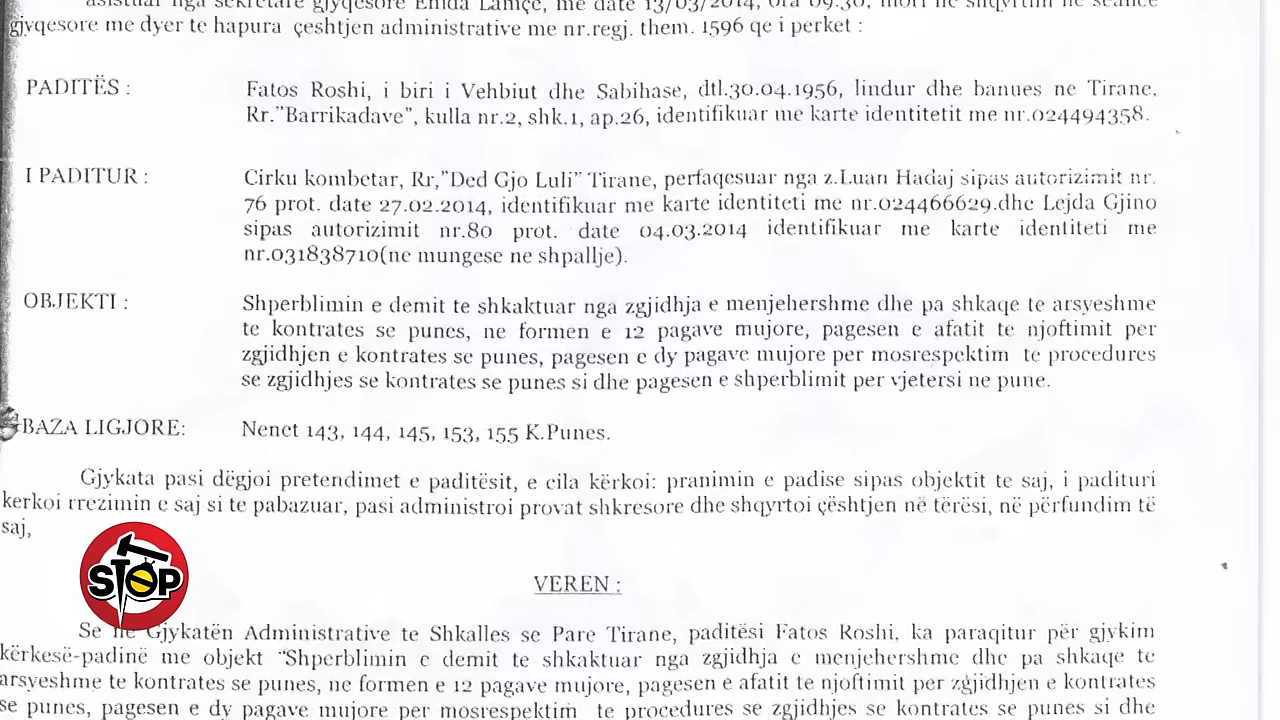 asistuar nga sekretare gjyqesore Enida Lamçe, me date 13/03/2014, ora 09.30, mori ne shqyrtim ne seance
gjyqesore me dyer te hapura çeshtjen administrative me nr.regj. them. 1596 qe i perket :
PADITËS : Fatos Roshi, i biri i Vehbiut dhe Sabihase, dtl.30.04.1956, lindur dhe banues ne Tirane,
Rr."Barrikadave", kulla nr.2, shk.1, ap.26, identifikuar me karte identitetit me nr.024494358.
I PADITUR : Cirku kombetar, Rr,"Ded Gjo Luli" Tirane, perfaqesuar nga z.Luan Hadaj sipas autorizimit nr.
76 prot. date 27.02.2014, identifikuar me karte identiteti me nr.024466629.dhe Lejda Gjino
sipas autorizimit nr.80 prot. date 04.03.2014 identifikuar me karte identiteti me
nr.031838710(ne mungese ne shpallje).
OBJEKTI : Shperblimin e demit te shkaktuar nga zgjidhja e menjehershme dhe pa shkaqe te arsyeshme
te kontrates se punes, ne formen e 12 pagave mujore, pagesen e afatit te njoftimit per
zgjidhjen e kontrates se punes, pagesen e dy pagave mujore per mosrespektim te procedures
se zgjidhjes se kontrates se punes si dhe pagesen e shperblimit per vjetersi ne pune.
BAZA LIGJORE: Nenet 143, 144, 145, 153, 155 K.Punes.
Gjykata pasi dëgjoi pretendimet e paditësit, e cila kërkoi: pranimin e padise sipas objektit te saj, i padituri
kerkoi rrezimin e saj si te pabazuar, pasi administroi provat shkresore dhe shqyrtoi çështjen në tërësi, në përfundim të
saj,
STOP
VEREN :
Se në Gjykatën Administrative te Shkalles se Pare Tirane, paditësi Fatos Roshi, ka paraqitur për gjykim
kërkesë-padinë me objekt "Shperblimin e demit te shkaktuar nga zgjidhja e menjehershme dhe pa shkaqe te
arsyeshme te kontrates se punes, ne formen e 12 pagave mujore, pagesen e afatit te njoftimit per zgjidhjen e kontrates
se punes, pagesen e dy pagave mujore per mosrespektim te procedures se zgjidhjes se kontrates se punes si dhe